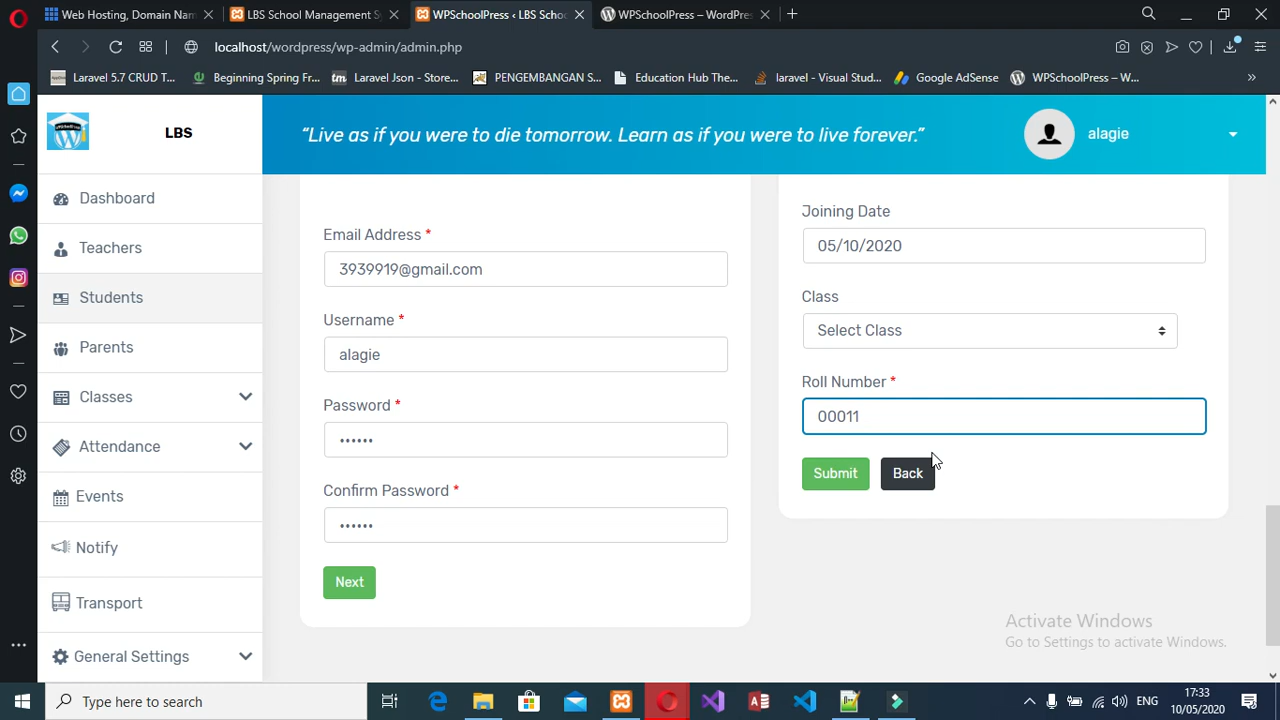 Web Hosting, Domain Nam
LBS School Management Sy
WPSchoolPress ‹ LBS Schoo
WPSchoolPress – WordPres
localhost/wordpress/wp-admin/admin.php
Laravel 5.7 CRUD T...
Beginning Spring Fr...
tm
Laravel Json - Store...
PENGEMBANGAN S...
Education Hub The...
laravel - Visual Stud...
Google AdSense
WPSchoolPress – W...
»
LBS
“Live as if you were to die tomorrow. Learn as if you were to live forever.”
alagie
Dashboard
Teachers
Students
Parents
Classes
Attendance
Events
Notify
Transport
General Settings
Email Address *
3939919@gmail.com
Username *
alagie
Password *
••••••
Confirm Password *
••••••
Next
Joining Date
05/10/2020
Class
Select Class
Roll Number *
00011
Submit
Back
Activate Windows
Go to Settings to activate Windows.
Type here to search
ENG
17:33
10/05/2020